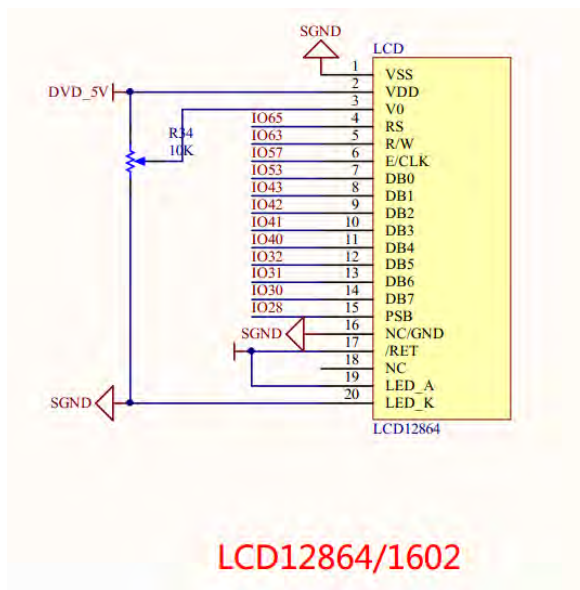 SGND
LCD
DVD_5V
R34
10K
1 VSS
2 VDD
3 V0
IO65 4 RS
IO63 5 R/W
IO57 6 E/CLK
IO53 7 DB0
IO43 8 DB1
IO42 9 DB2
IO41 10 DB3
IO40 11 DB4
IO32 12 DB5
IO31 13 DB6
IO30 14 DB7
IO28 15 PSB
SGND 16 NC/GND
17 /RET
18 NC
19 LED_A
SGND 20 LED_K
LCD12864
LCD12864/1602